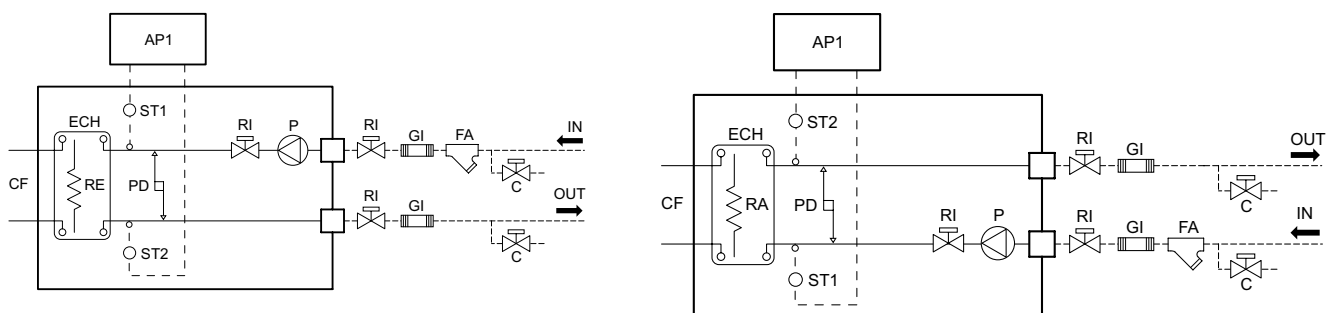 AP1
ST1
ECH
RI
P
RI
GI
FA
IN
CF
RE
PD
C
RI
GI
OUT
ST2
C
AP1
ST2
ECH
RI
GI
OUT
CF
RA
PD
C
RI
P
RI
GI
FA
IN
ST1
C